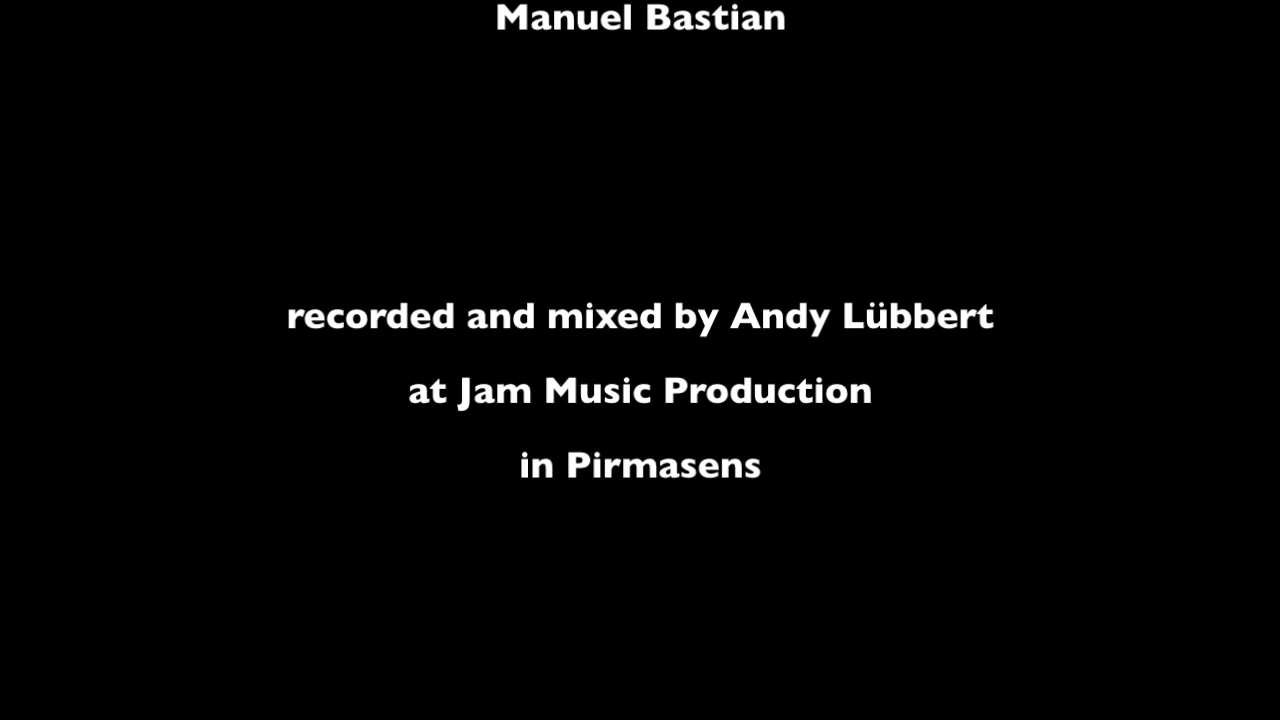 Manuel Bastian
recorded and mixed by Andy Lübbert
at Jam Music Production
in Pirmasens